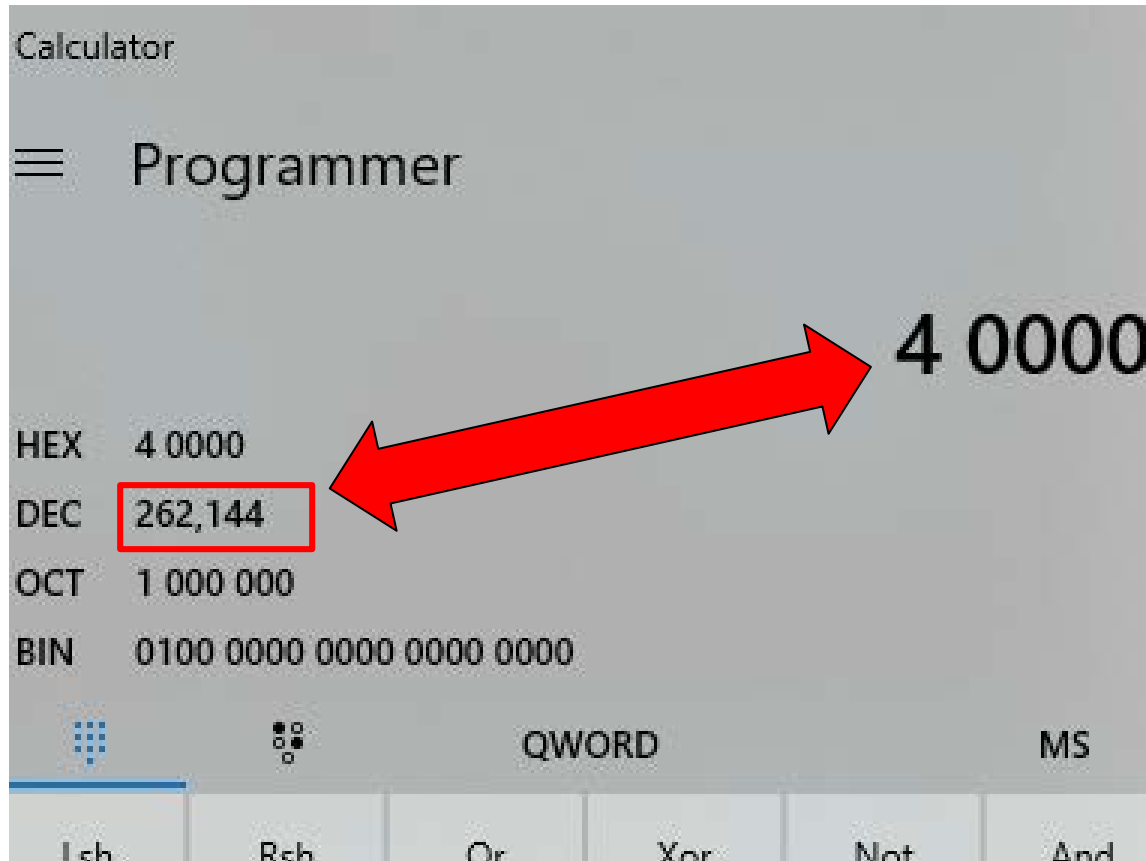 Calculator
Programmer
4 0000
HEX 4 0000
DEC 262,144
OCT 1 000 000
BIN 0100 0000 0000 0000 0000
QWORD MS
Lsh Rsh Or Xor Not And